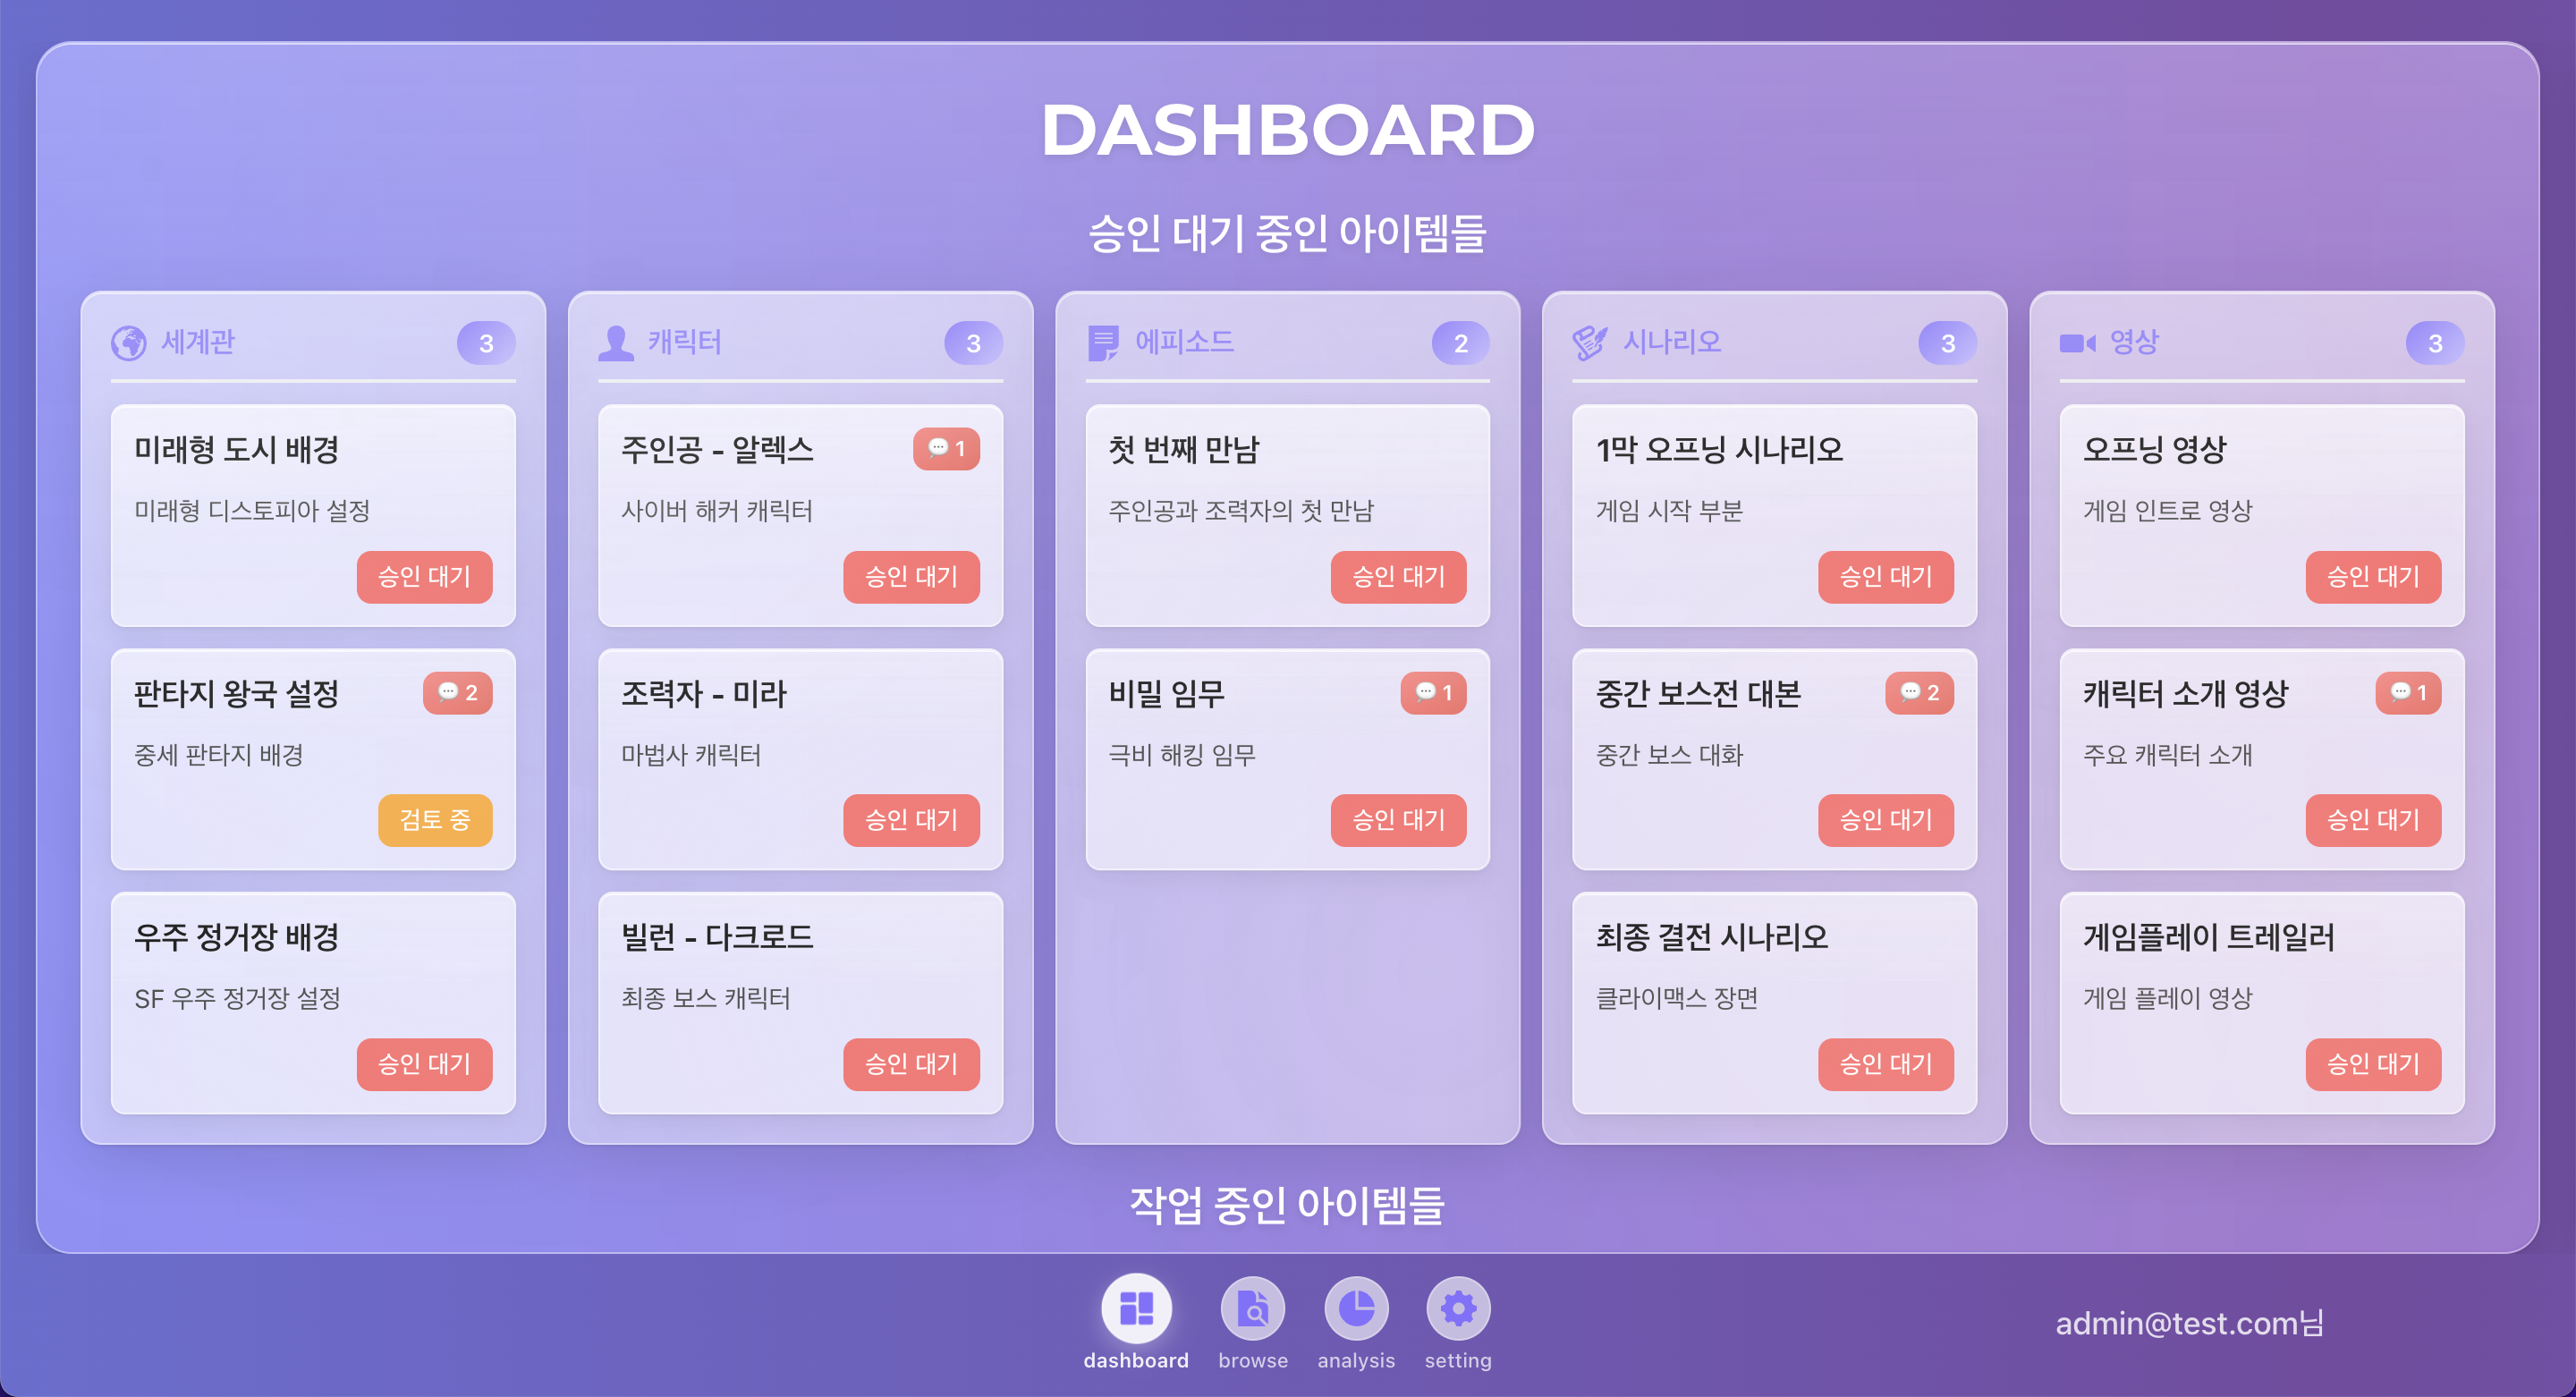 DASHBOARD
승인 대기 중인 아이템들
세계관 3
미래형 도시 배경
미래형 디스토피아 설정
승인 대기
판타지 왕국 설정 2
중세 판타지 배경
검토 중
우주 정거장 배경
SF 우주 정거장 설정
승인 대기
캐릭터 3
주인공 - 알렉스 1
사이버 해커 캐릭터
승인 대기
조력자 - 미라
마법사 캐릭터
승인 대기
빌런 - 다크로드
최종 보스 캐릭터
승인 대기
에피소드 2
첫 번째 만남
주인공과 조력자의 첫 만남
승인 대기
비밀 임무 1
극비 해킹 임무
승인 대기
시나리오 3
1막 오프닝 시나리오
게임 시작 부분
승인 대기
중간 보스전 대본 2
중간 보스 대화
승인 대기
최종 결전 시나리오
클라이맥스 장면
승인 대기
영상 3
오프닝 영상
게임 인트로 영상
승인 대기
캐릭터 소개 영상 1
주요 캐릭터 소개
승인 대기
게임플레이 트레일러
게임 플레이 영상
승인 대기
작업 중인 아이템들
dashboard browse analysis setting
admin@test.com님